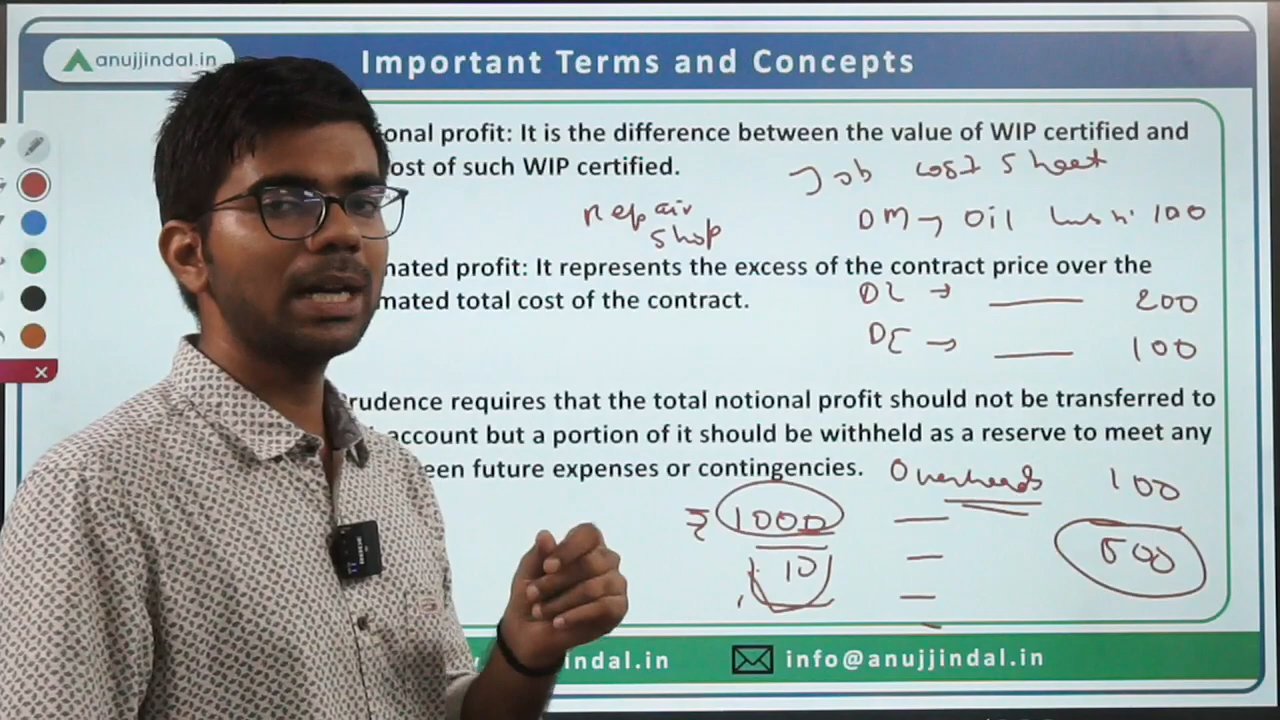 anujjindal.in
Important Terms and Concepts
onal profit: It is the difference between the value of WIP certified and
ost of such WIP certified.
Job cost sheet
Repair
shop
DM → Oil 100
nated profit: It represents the excess of the contract price over the
mated total cost of the contract.
DL → 200
DE → 100
rudence requires that the total notional profit should not be transferred to
account but a portion of it should be withheld as a reserve to meet any
een future expenses or contingencies.
Overheads 100
₹ 1000
10
500
indal.in
info@anujjindal.in